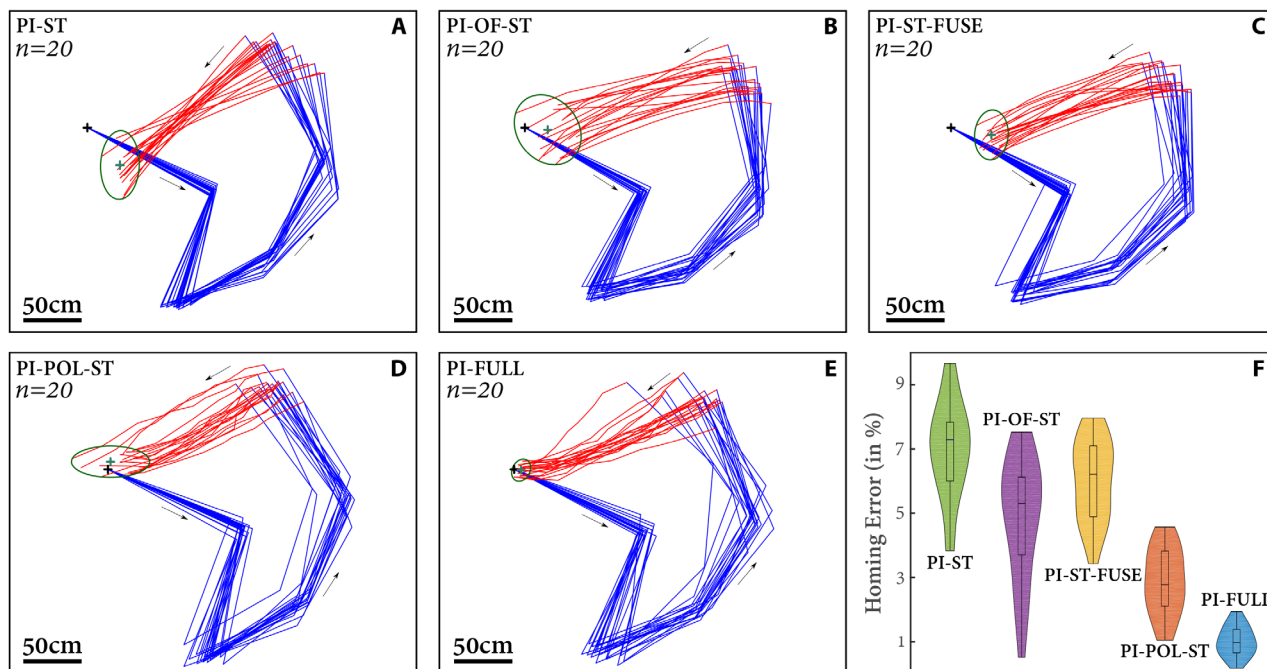 PI-ST
n=20
A
50cm
PI-OF-ST
n=20
B
50cm
PI-ST-FUSE
n=20
C
50cm
PI-POL-ST
n=20
D
50cm
PI-FULL
n=20
E
50cm
F
Homing Error (in %)
9
7
5
3
1
PI-ST
PI-OF-ST
PI-ST-FUSE
PI-POL-ST
PI-FULL